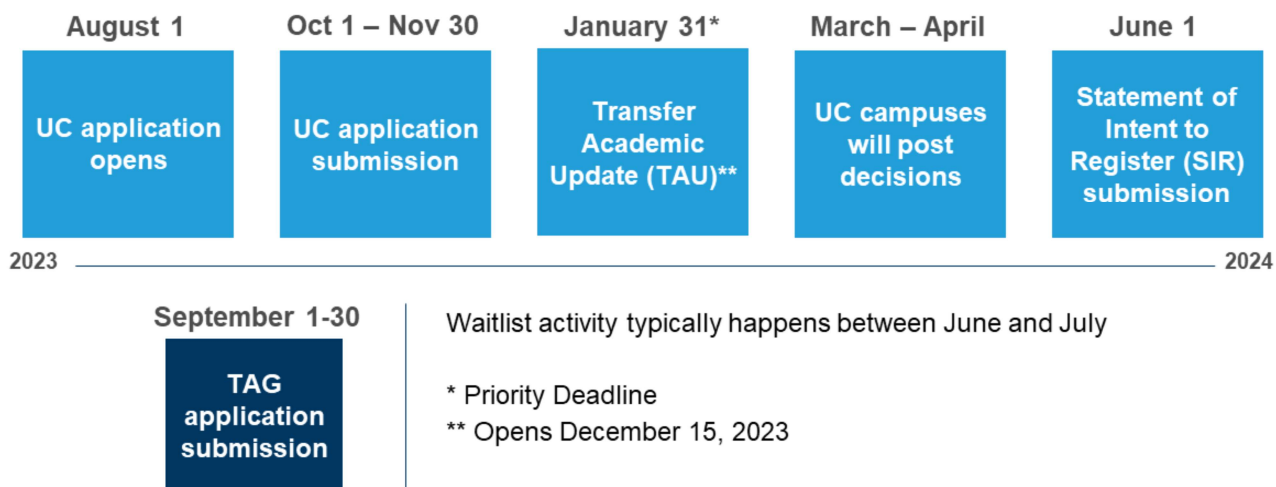 August 1
Oct 1 – Nov 30
January 31*
March – April
June 1
UC application
opens
UC application
submission
Transfer
Academic
Update (TAU)**
UC campuses
will post
decisions
Statement of
Intent to
Register (SIR)
submission
2023
2024
September 1-30
TAG
application
submission
Waitlist activity typically happens between June and July
* Priority Deadline
** Opens December 15, 2023